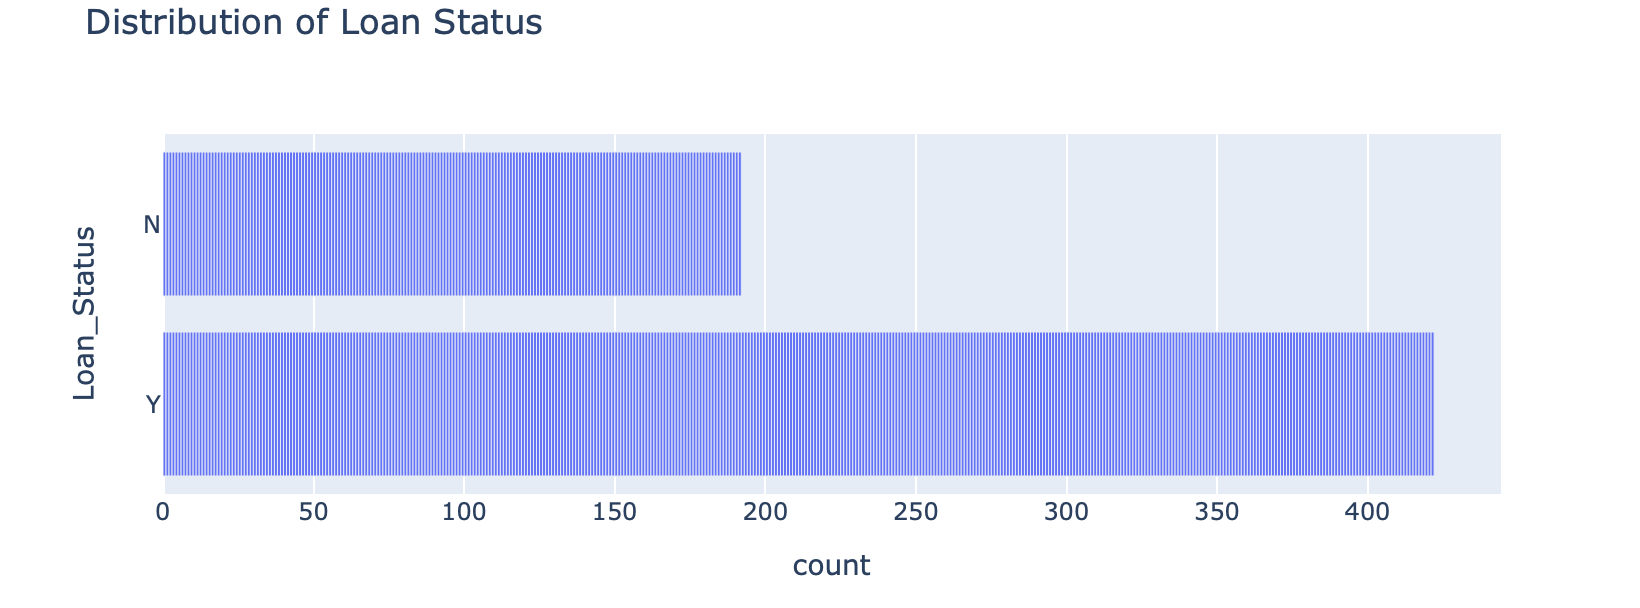 Distribution of Loan Status
Loan_Status
N
Y
0 50 100 150 200 250 300 350 400
count